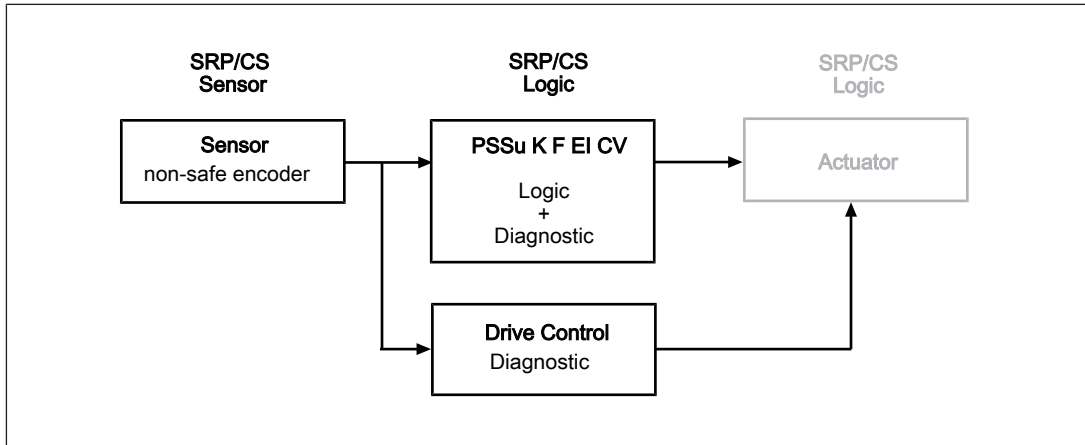 SRP/CS
Sensor
SRP/CS
Logic
SRP/CS
Logic
Sensor
non-safe encoder
PSSu K F EI CV
Logic
+
Diagnostic
Actuator
Drive Control
Diagnostic